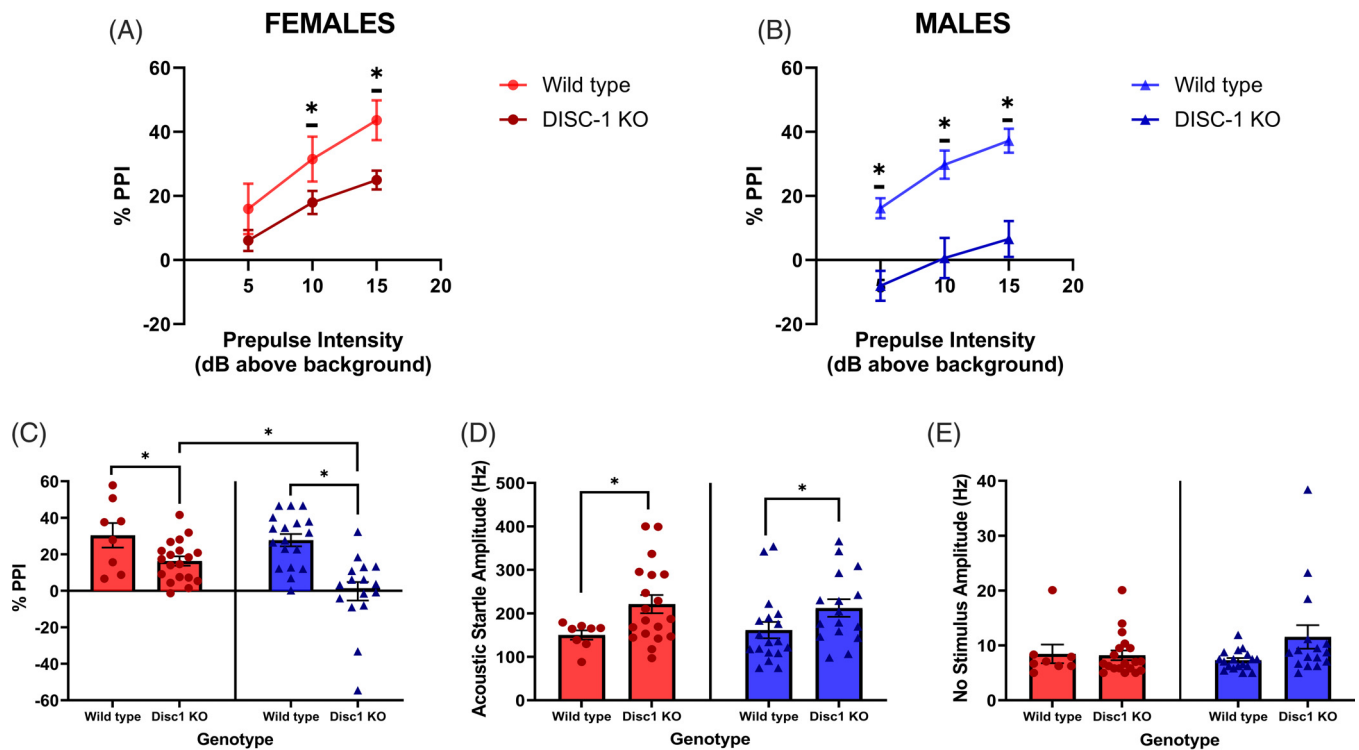 (A)
FEMALES
% PPI
60
40
20
0
-20
5
10
15
20
*
*
Prepulse Intensity
(dB above background)
Wild type
DISC-1 KO
(B)
MALES
% PPI
60
40
20
0
-20
5
10
15
20
*
*
*
Prepulse Intensity
(dB above background)
Wild type
DISC-1 KO
(C)
% PPI
60
40
20
0
-20
-40
-60
*
*
*
Wild type
Disc1 KO
Wild type
Disc1 KO
Genotype
(D)
Acoustic Startle Amplitude (Hz)
500
400
300
200
100
0
*
*
Wild type
Disc1 KO
Wild type
Disc1 KO
Genotype
(E)
No Stimulus Amplitude (Hz)
40
30
20
10
0
Wild type
Disc1 KO
Wild type
Disc1 KO
Genotype